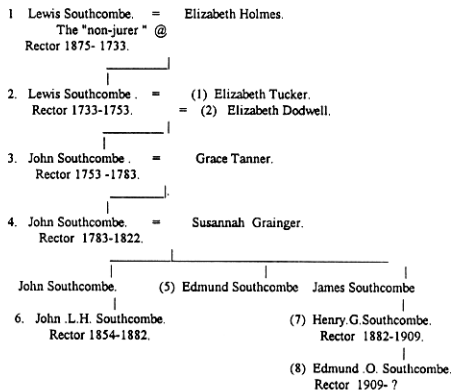 1 Lewis Southcombe. = Elizabeth Holmes.
The "non-jurer " @
Rector 1875- 1733.
2. Lewis Southcombe . = (1) Elizabeth Tucker.
Rector 1733-1753. = (2) Elizabeth Dodwell.
3. John Southcombe . = Grace Tanner.
Rector 1753 -1783.
4. John Southcombe. = Susannah Grainger.
Rector 1783-1822.
John Southcombe. (5) Edmund Southcombe James Southcombe
6. John .L.H. Southcombe. (7) Henry.G.Southcombe.
Rector 1854-1882. Rector 1882-1909.
(8) Edmund .O. Southcombe.
Rector 1909- ?